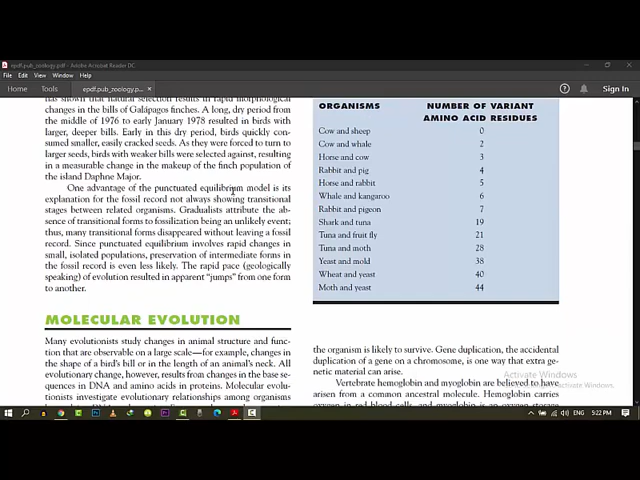 epdf.pub_zoology.pdf - Adobe Acrobat Reader DC
File Edit View Window Help
Home Tools epdf.pub_zoology.p... × Sign In
has shown that natural selection results in rapid morphological
changes in the bills of Galápagos finches. A long, dry period from
the middle of 1976 to early January 1978 resulted in birds with
larger, deeper bills. Early in this dry period, birds quickly con-
sumed smaller, easily cracked seeds. As they were forced to turn to
larger seeds, birds with weaker bills were selected against, resulting
in a measurable change in the makeup of the finch population of
the island Daphne Major.
One advantage of the punctuated equilibrium model is its
explanation for the fossil record not always showing transitional
stages between related organisms. Gradualists attribute the ab-
sence of transitional forms to fossilization being an unlikely event;
thus, many transitional forms disappeared without leaving a fossil
record. Since punctuated equilibrium involves rapid changes in
small, isolated populations, preservation of intermediate forms in
the fossil record is even less likely. The rapid pace (geologically
speaking) of evolution resulted in apparent "jumps" from one form
to another.
MOLECULAR EVOLUTION
Many evolutionists study changes in animal structure and func-
tion that are observable on a large scale—for example, changes in
the shape of a bird's bill or in the length of an animal's neck. All
evolutionary change, however, results from changes in the base se-
quences in DNA and amino acids in proteins. Molecular evolu-
tionists investigate evolutionary relationships among organisms
ORGANISMS NUMBER OF VARIANT
AMINO ACID RESIDUES
Cow and sheep 0
Cow and whale 2
Horse and cow 3
Rabbit and pig 4
Horse and rabbit 5
Whale and kangaroo 6
Rabbit and pigeon 7
Shark and tuna 19
Tuna and fruit fly 21
Tuna and moth 28
Yeast and mold 38
Wheat and yeast 40
Moth and yeast 44
the organism is likely to survive. Gene duplication, the accidental
duplication of a gene on a chromosome, is one way that extra ge-
netic material can arise.
Vertebrate hemoglobin and myoglobin are believed to have
arisen from a common ancestral molecule. Hemoglobin carries
oxygen in red blood cells, and myoglobin is an oxygen storage
Activate Windows
Go to Settings to activate Windows.
ENG 5:22 PM